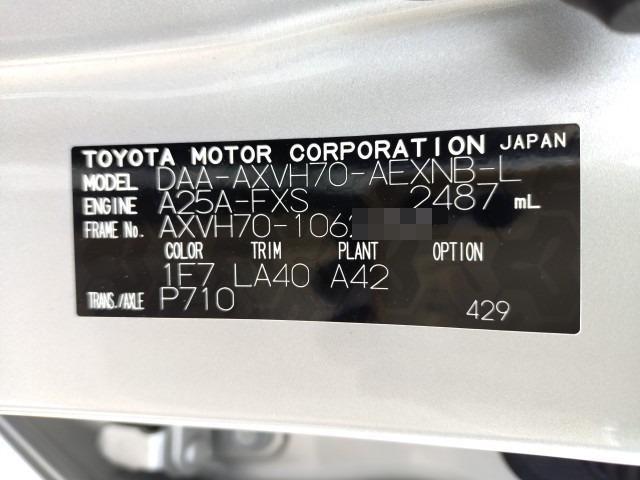 TOYOTA MOTOR CORPORATION JAPAN
MODEL DAA-AXVH70-AEXNB-L
ENGINE A25A-FXS 2487 mL
FRAME No. AXVH70-1062
COLOR TRIM PLANT OPTION
1F7 LA40 A42
TRANS./AXLE P710 429